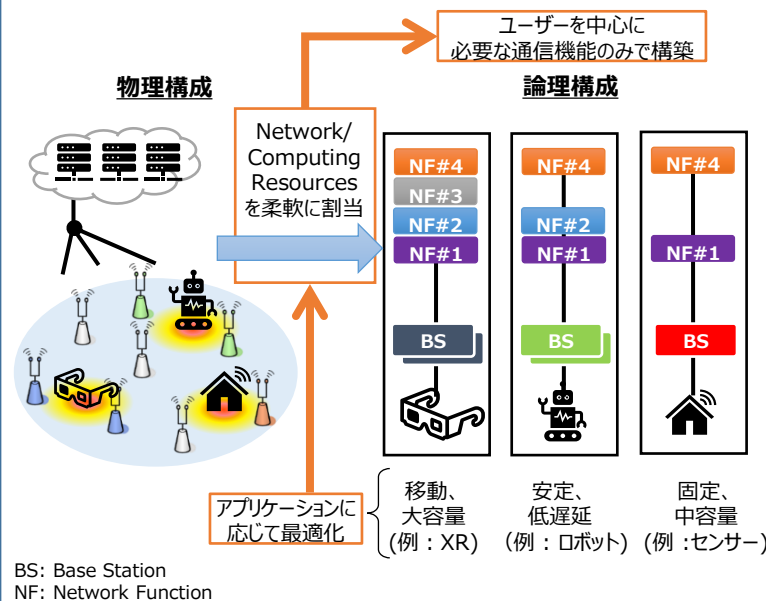 ユーザーを中心に
必要な通信機能のみで構築
物理構成
論理構成
Network/
Computing
Resources
を柔軟に割当
NF#4
NF#3
NF#2
NF#1
BS
NF#4
NF#2
NF#1
BS
NF#4
NF#1
BS
アプリケーションに
応じて最適化
移動、
大容量
(例：XR)
安定、
低遅延
(例：ロボット)
固定、
中容量
(例：センサー)
BS: Base Station
NF: Network Function